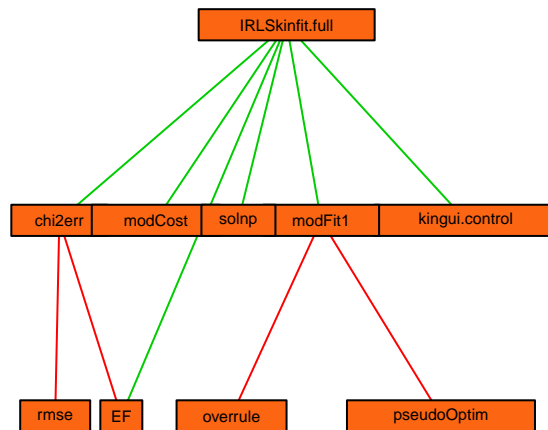 IRLSkinfit.full
chi2err
modCost
solnp
modFit1
kingui.control
rmse
EF
overrule
pseudoOptim